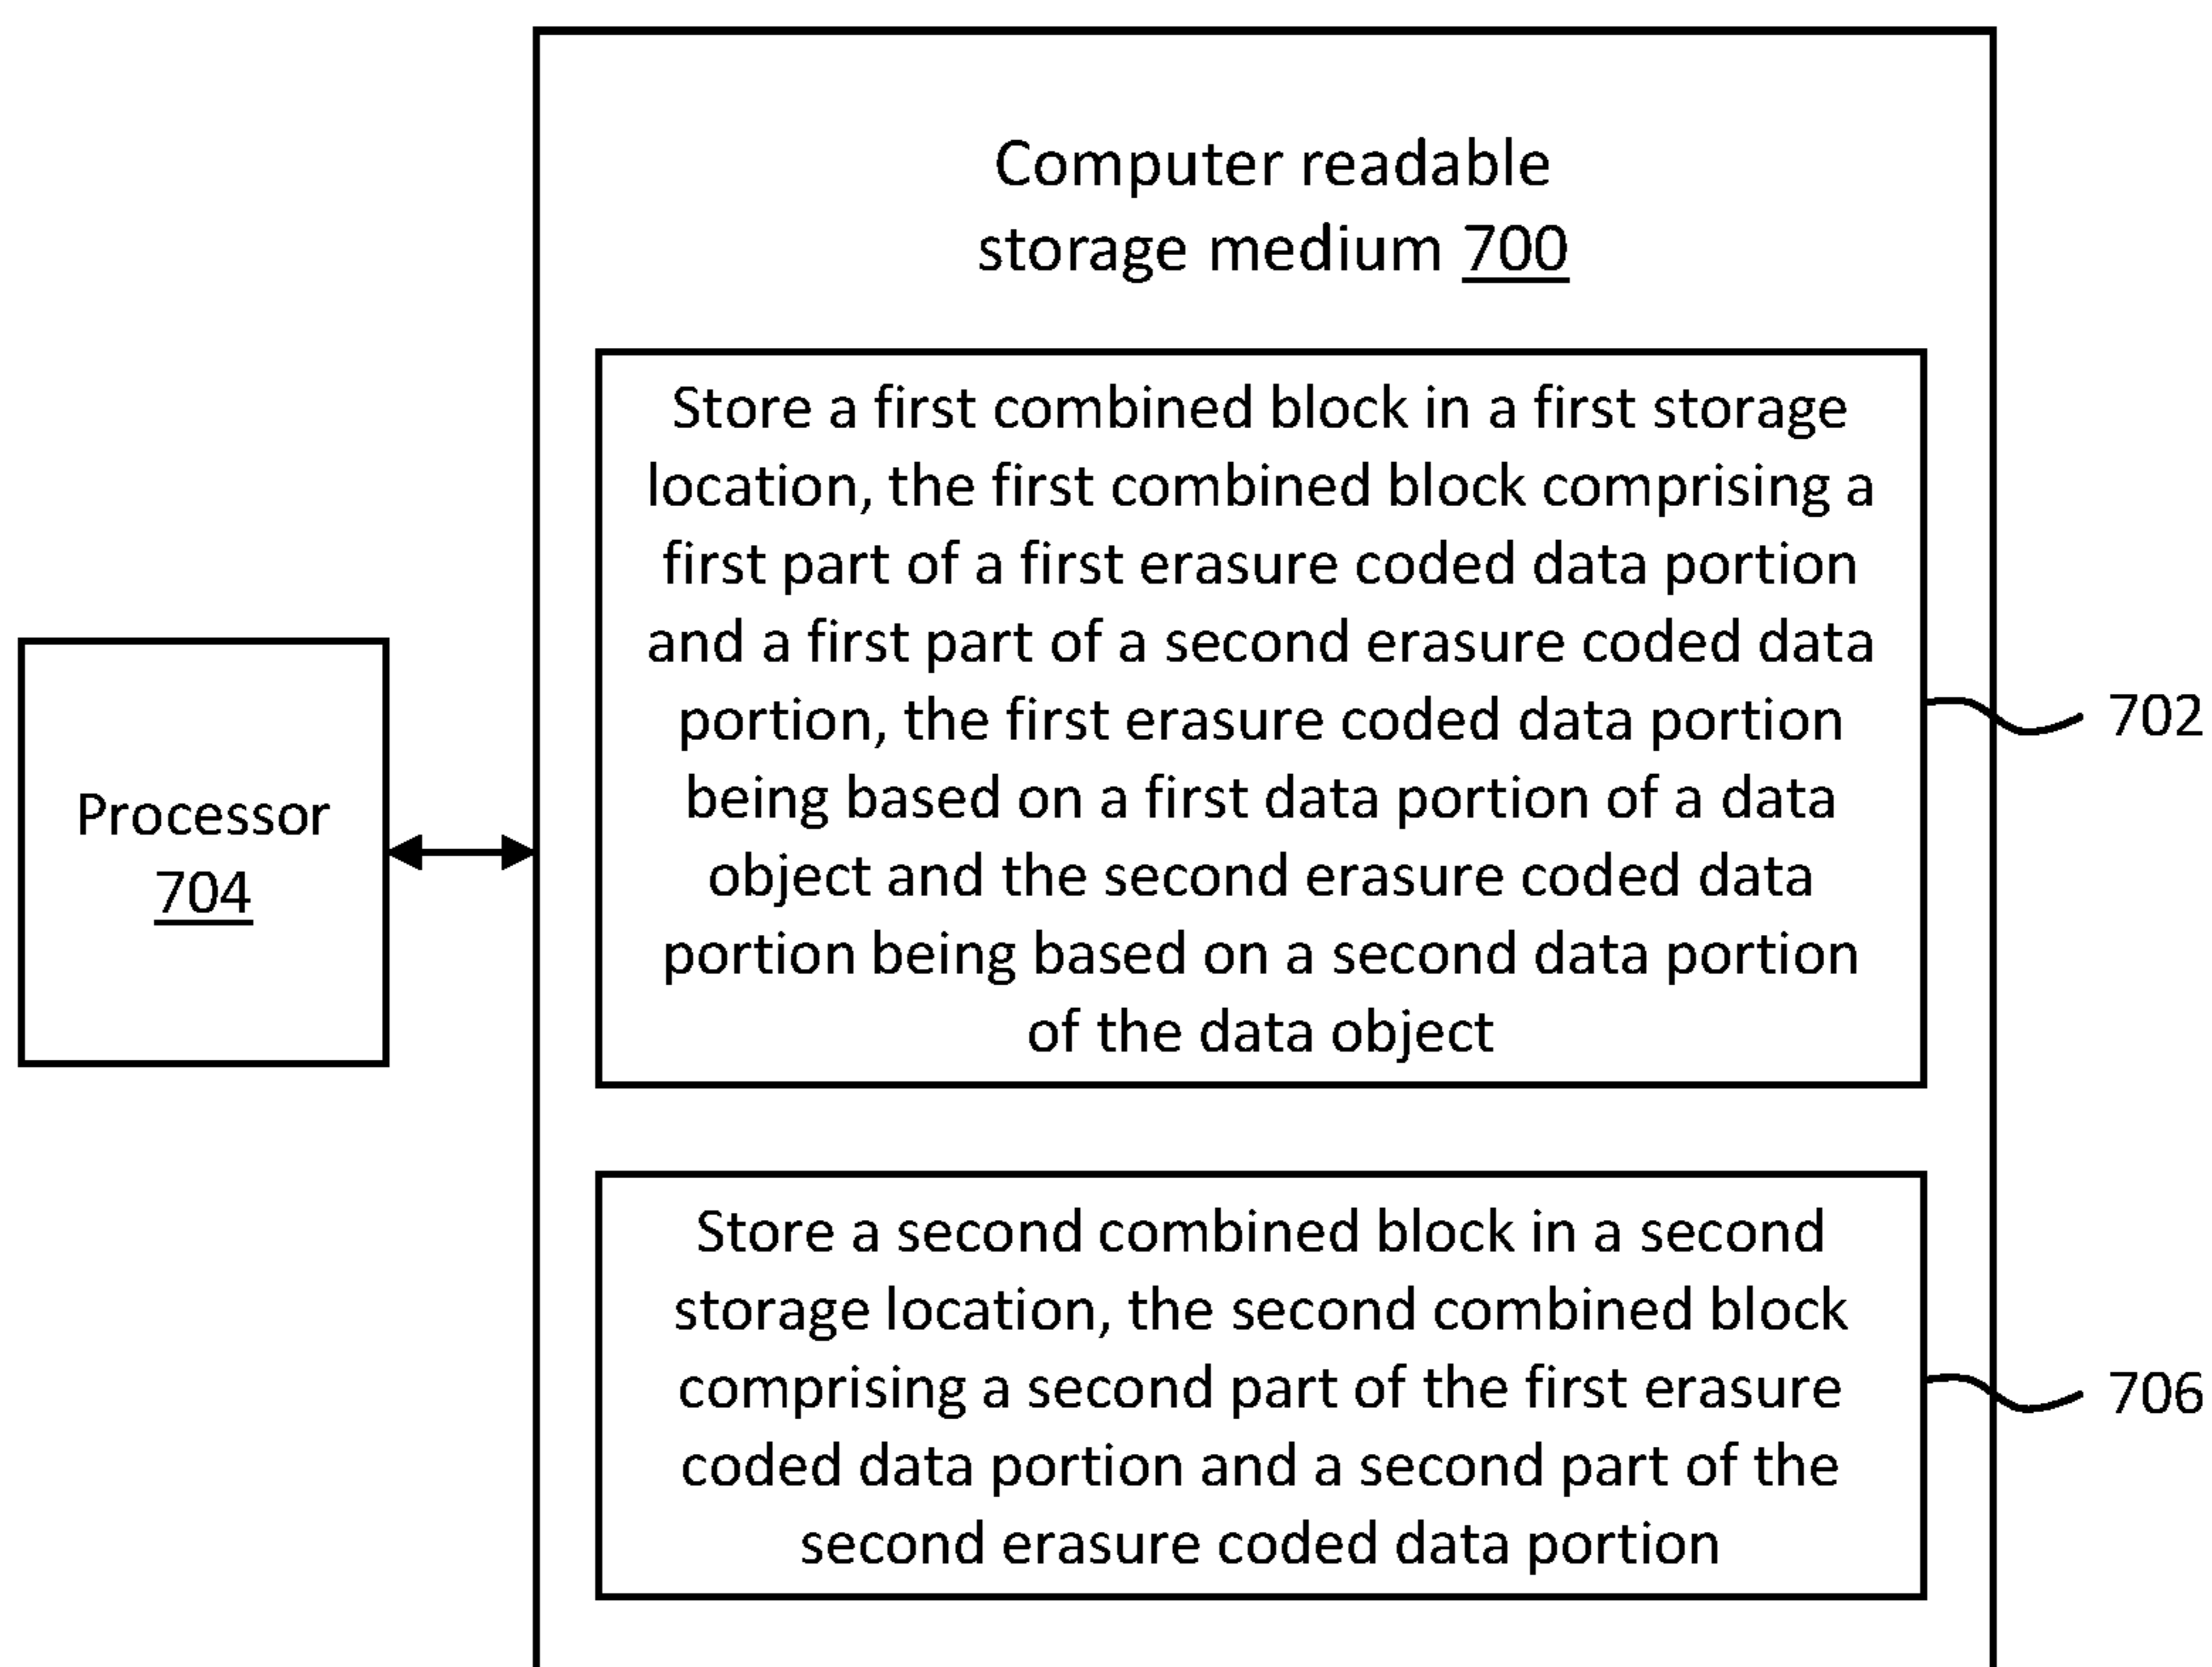 Computer readable
storage medium 700
Store a first combined block in a first storage
location, the first combined block comprising a
first part of a first erasure coded data portion
and a first part of a second erasure coded data
portion, the first erasure coded data portion
being based on a first data portion of a data
object and the second erasure coded data
portion being based on a second data portion
of the data object
702
Processor
704
Store a second combined block in a second
storage location, the second combined block
comprising a second part of the first erasure
coded data portion and a second part of the
second erasure coded data portion
706